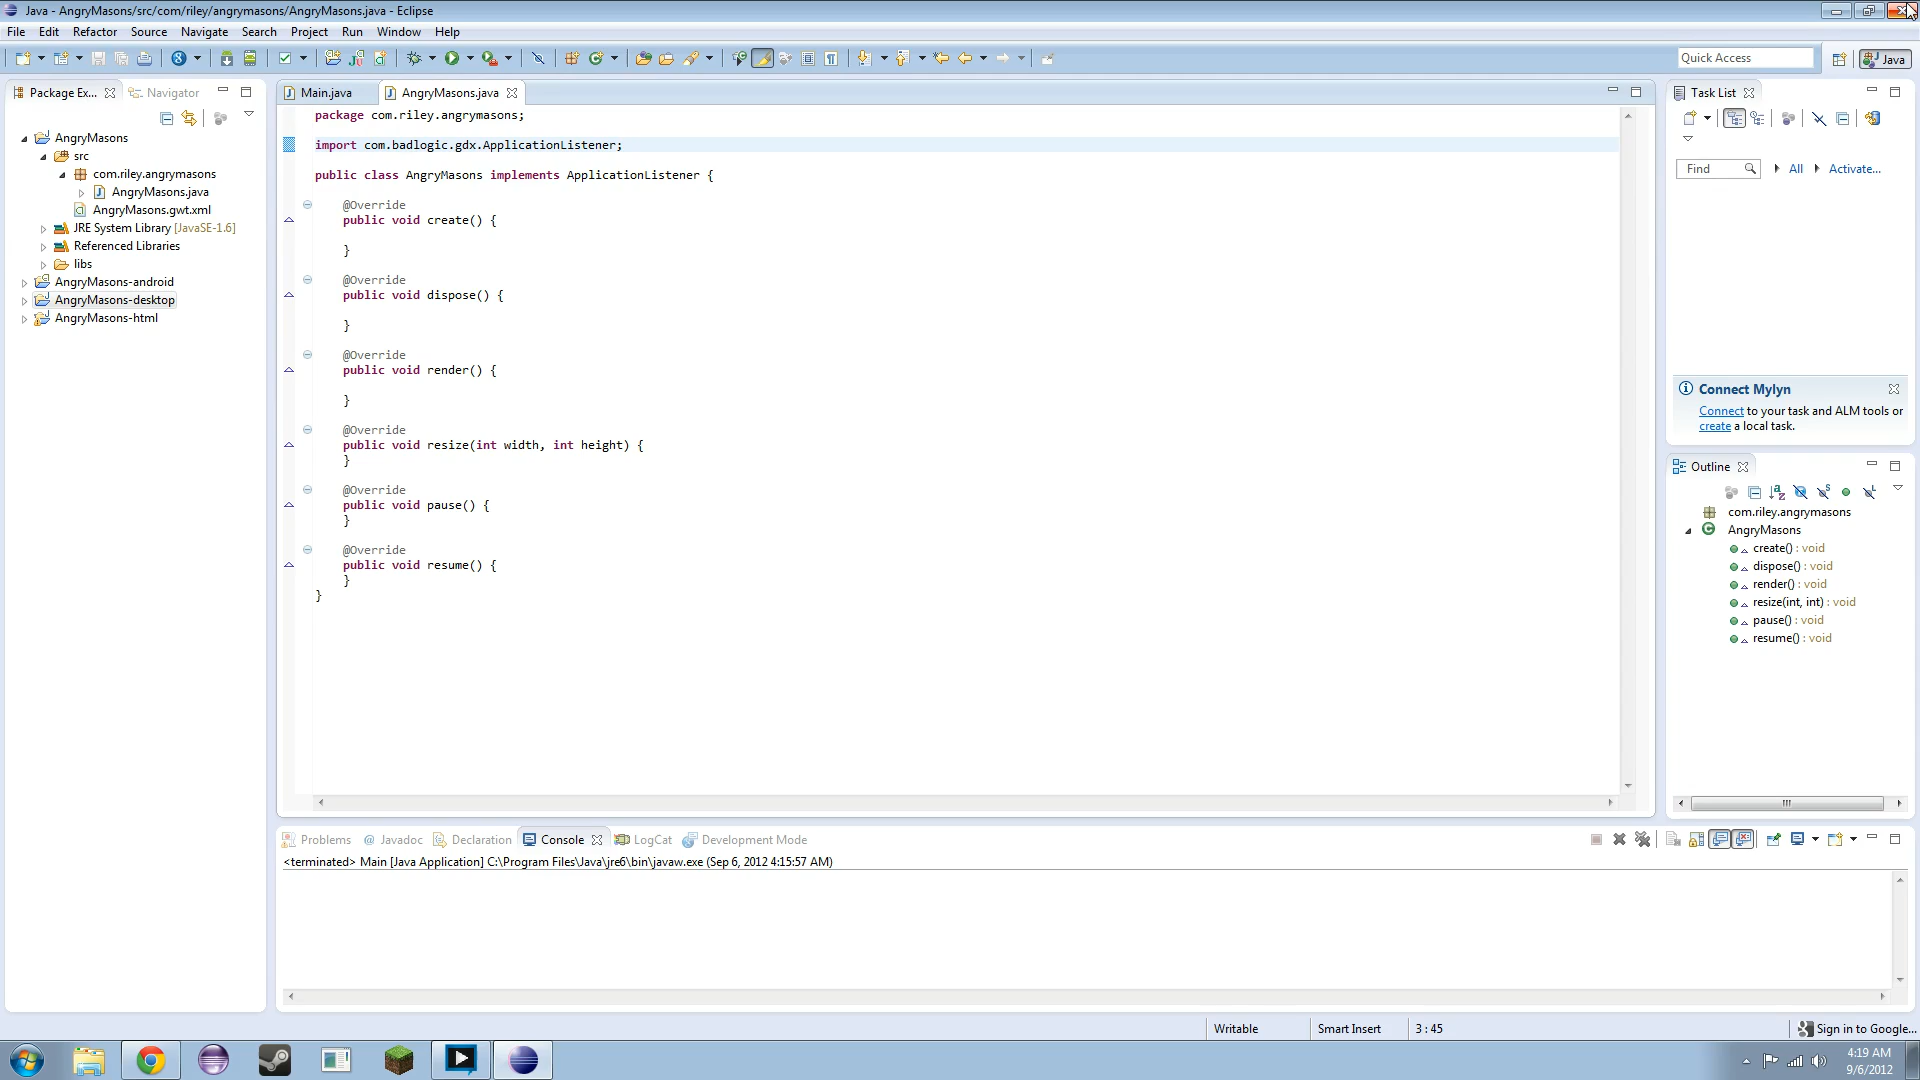 Java - AngryMasons/src/com/riley/angrymasons/AngryMasons.java - Eclipse
File Edit Refactor Source Navigate Search Project Run Window Help
Quick Access
Java
Package Ex...
Navigator
AngryMasons
src
com.riley.angrymasons
AngryMasons.java
AngryMasons.gwt.xml
JRE System Library [JavaSE-1.6]
Referenced Libraries
libs
AngryMasons-android
AngryMasons-desktop
AngryMasons-html
Main.java
AngryMasons.java
package com.riley.angrymasons;
import com.badlogic.gdx.ApplicationListener;
public class AngryMasons implements ApplicationListener {
@Override
public void create() {
}
@Override
public void dispose() {
}
@Override
public void render() {
}
@Override
public void resize(int width, int height) {
}
@Override
public void pause() {
}
@Override
public void resume() {
}
}
Task List
Find
All
Activate...
Connect Mylyn
Connect to your task and ALM tools or
create a local task.
Outline
com.riley.angrymasons
AngryMasons
create() : void
dispose() : void
render() : void
resize(int, int) : void
pause() : void
resume() : void
Problems @ Javadoc Declaration Console LogCat Development Mode
<terminated> Main [Java Application] C:\Program Files\Java\jre6\bin\javaw.exe (Sep 6, 2012 4:15:57 AM)
Writable
Smart Insert
3 : 45
Sign in to Google...
4:19 AM
9/6/2012